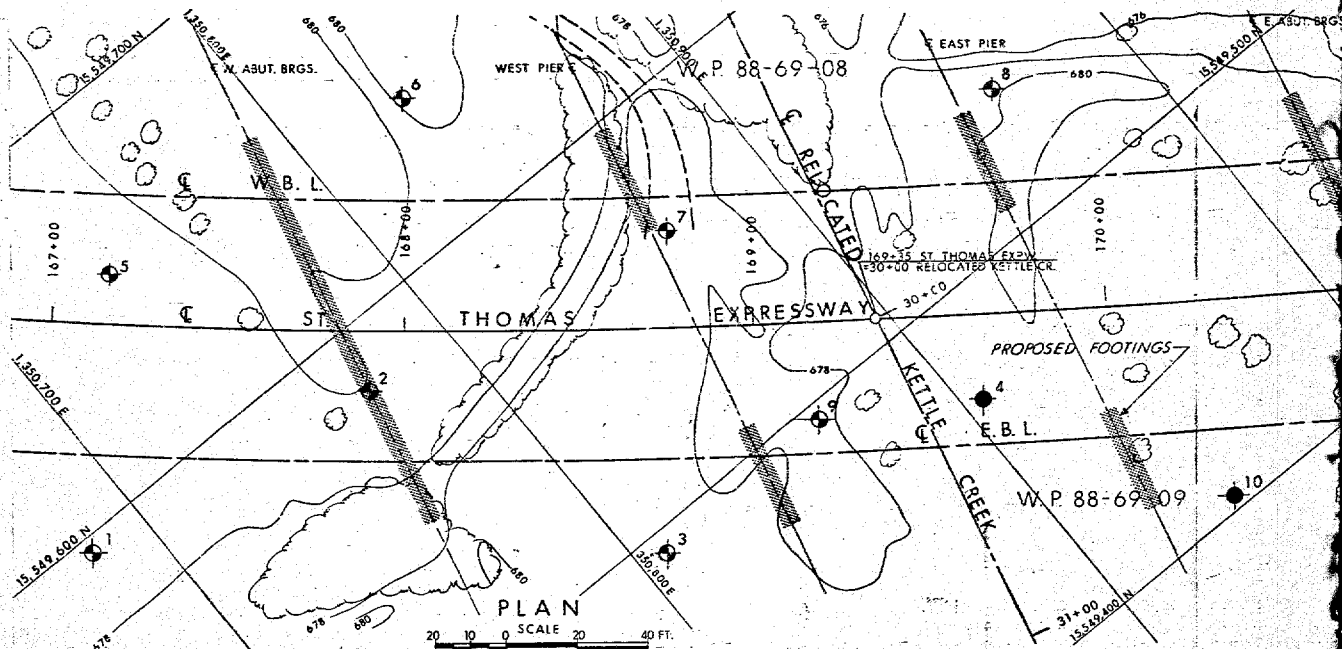 1,350,800E
680
680
678
1,350,900 E
676
676
15,549,700 N
W. ABUT. BRGS.
6
WEST PIER
W. P. 88-69-08
EAST PIER
8
680
15,549,500 N
E. ABUT. BRGS.
℄ RELOCATED
℄ W. B. L.
7
167+00
168+00
169+00
170+00
5
169+35 ST. THOMAS EXPW.
=30+00 RELOCATED KETTLE CR.
30+00
℄ ST. THOMAS EXPRESSWAY
PROPOSED FOOTINGS
1,350,700 E
2
678
KETTLE
4
9
℄ E. B. L.
CREEK
W. P. 88-69-09
10
1
3
15,549,600 N
680
350,800 E
PLAN
SCALE
20 10 0 20 40 FT.
678
680
678
31+00
15,549,400 N